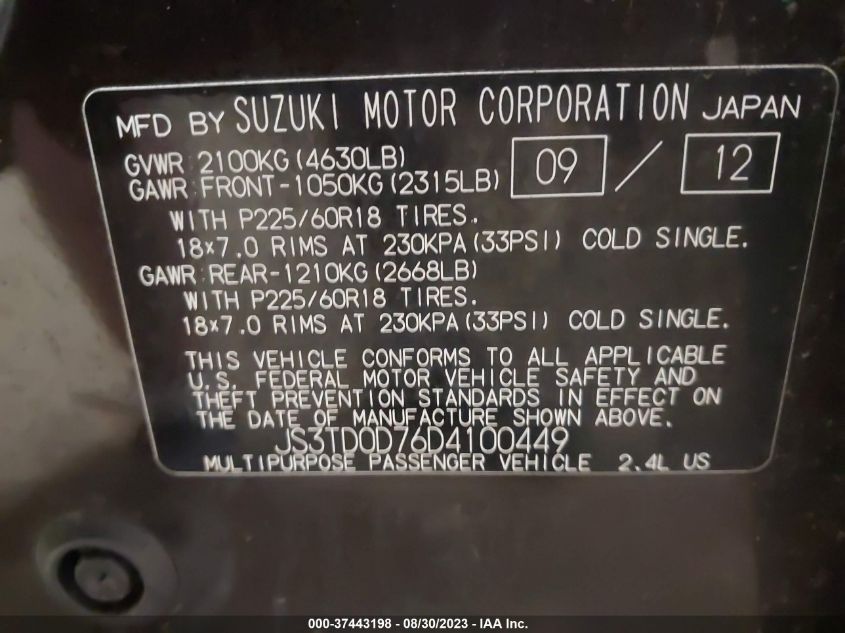 MFD BY SUZUKI MOTOR CORPORATION JAPAN
GVWR:2100KG(4630LB)
GAWR:FRONT-1050KG(2315LB) 09 / 12
WITH P225/60R18 TIRES.
18×7.0 RIMS AT 230KPA(33PSI) COLD SINGLE.
GAWR:REAR-1210KG(2668LB)
WITH P225/60R18 TIRES.
18×7.0 RIMS AT 230KPA(33PSI) COLD SINGLE.
THIS VEHICLE CONFORMS TO ALL APPLICABLE
U.S. FEDERAL MOTOR VEHICLE SAFETY AND
THEFT PREVENTION STANDARDS IN EFFECT ON
THE DATE OF MANUFACTURE SHOWN ABOVE.
JS3TD0D76D4100449
MULTIPURPOSE PASSENGER VEHICLE 2.4L US
000-37443198 - 08/30/2023 - IAA Inc.